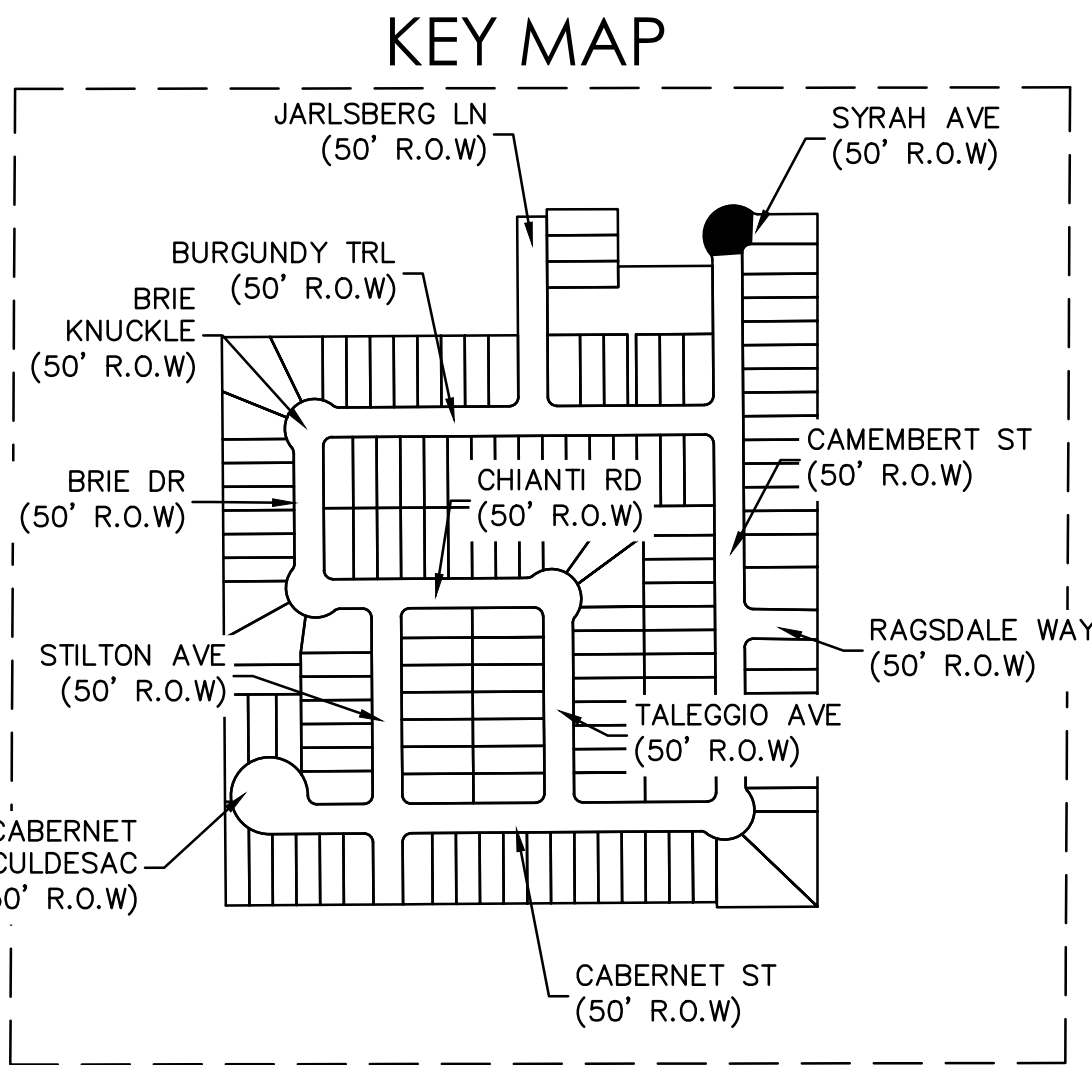 KEY MAP
JARLSBERG LN
(50' R.O.W)
SYRAH AVE
(50' R.O.W)
BURGUNDY TRL
(50' R.O.W)
BRIE
KNUCKLE
(50' R.O.W)
CAMEMBERT ST
(50' R.O.W)
CHIANTI RD
(50' R.O.W)
BRIE DR
(50' R.O.W)
RAGSDALE WAY
(50' R.O.W)
STILTON AVE
(50' R.O.W)
TALEGGIO AVE
(50' R.O.W)
CABERNET
CULDESAC
50' R.O.W)
CABERNET ST
(50' R.O.W)